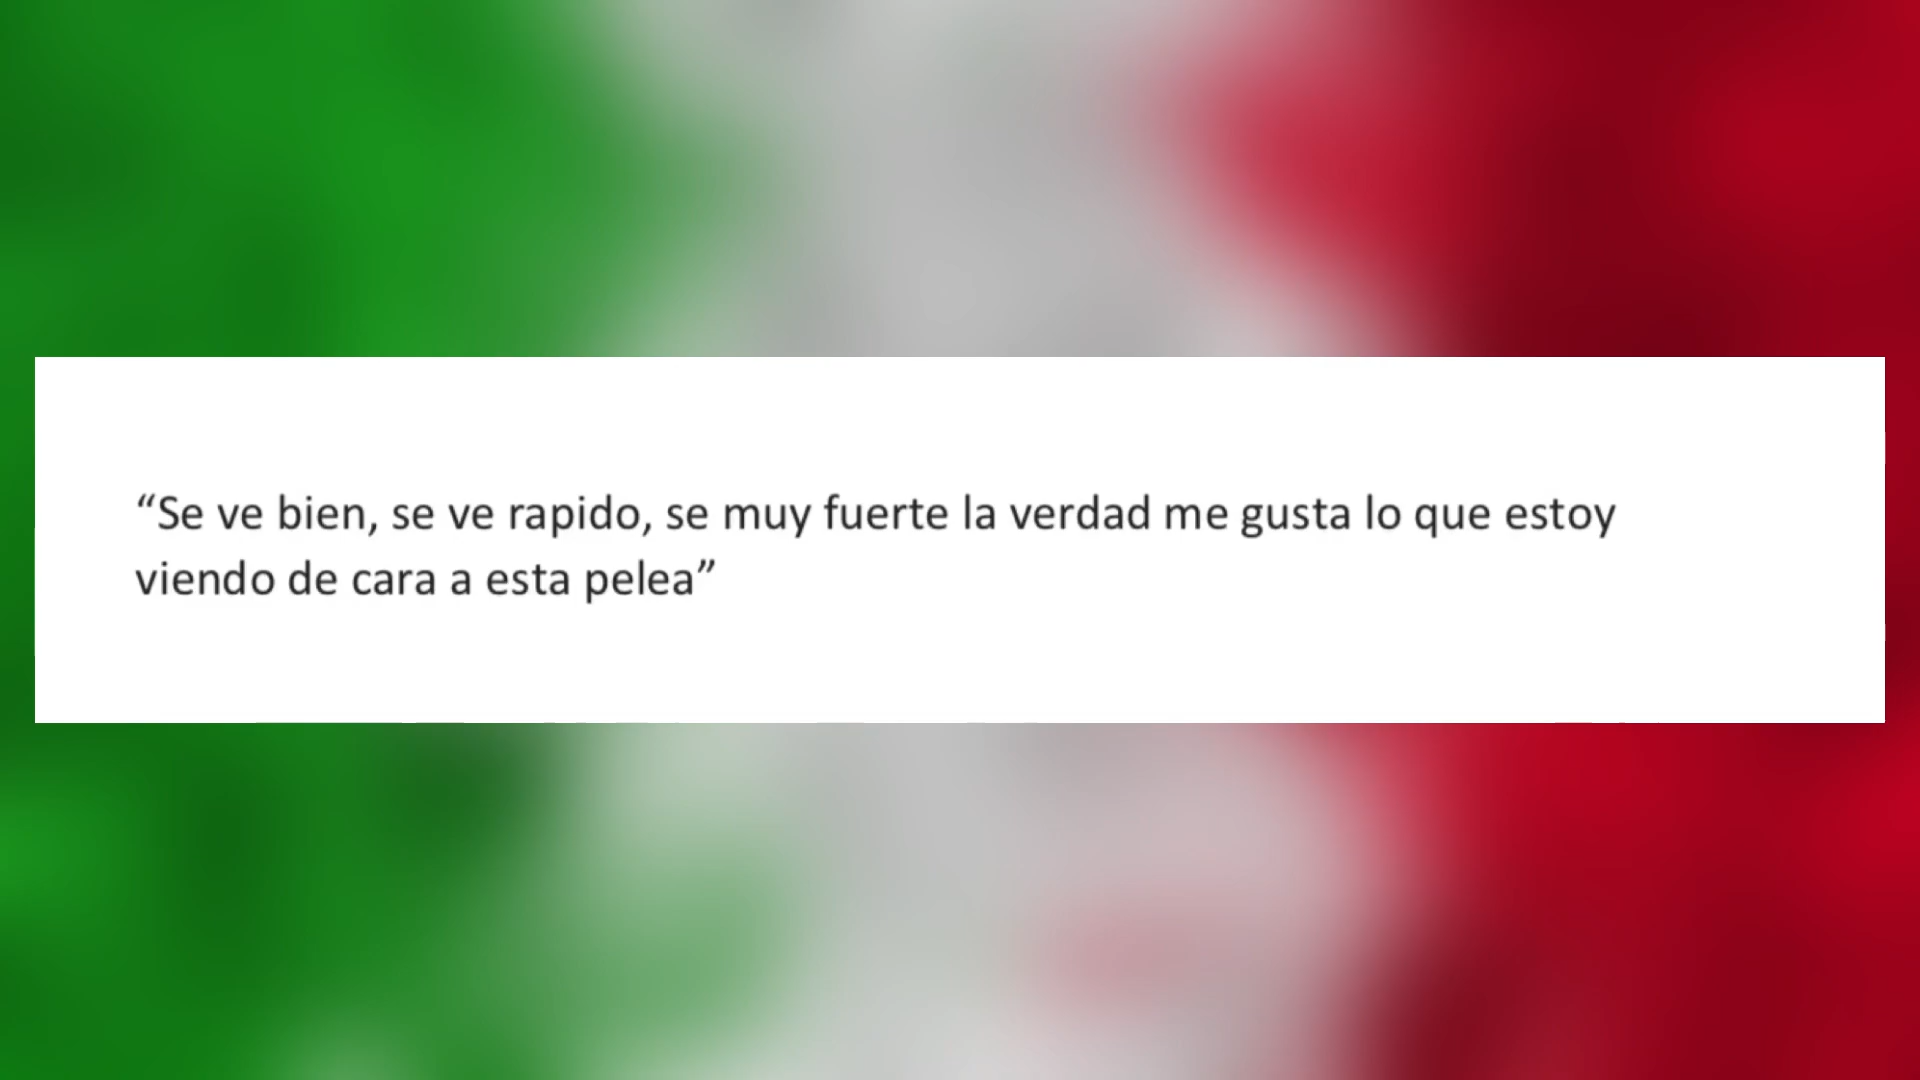 “Se ve bien, se ve rapido, se muy fuerte la verdad me gusta lo que estoy
viendo de cara a esta pelea”